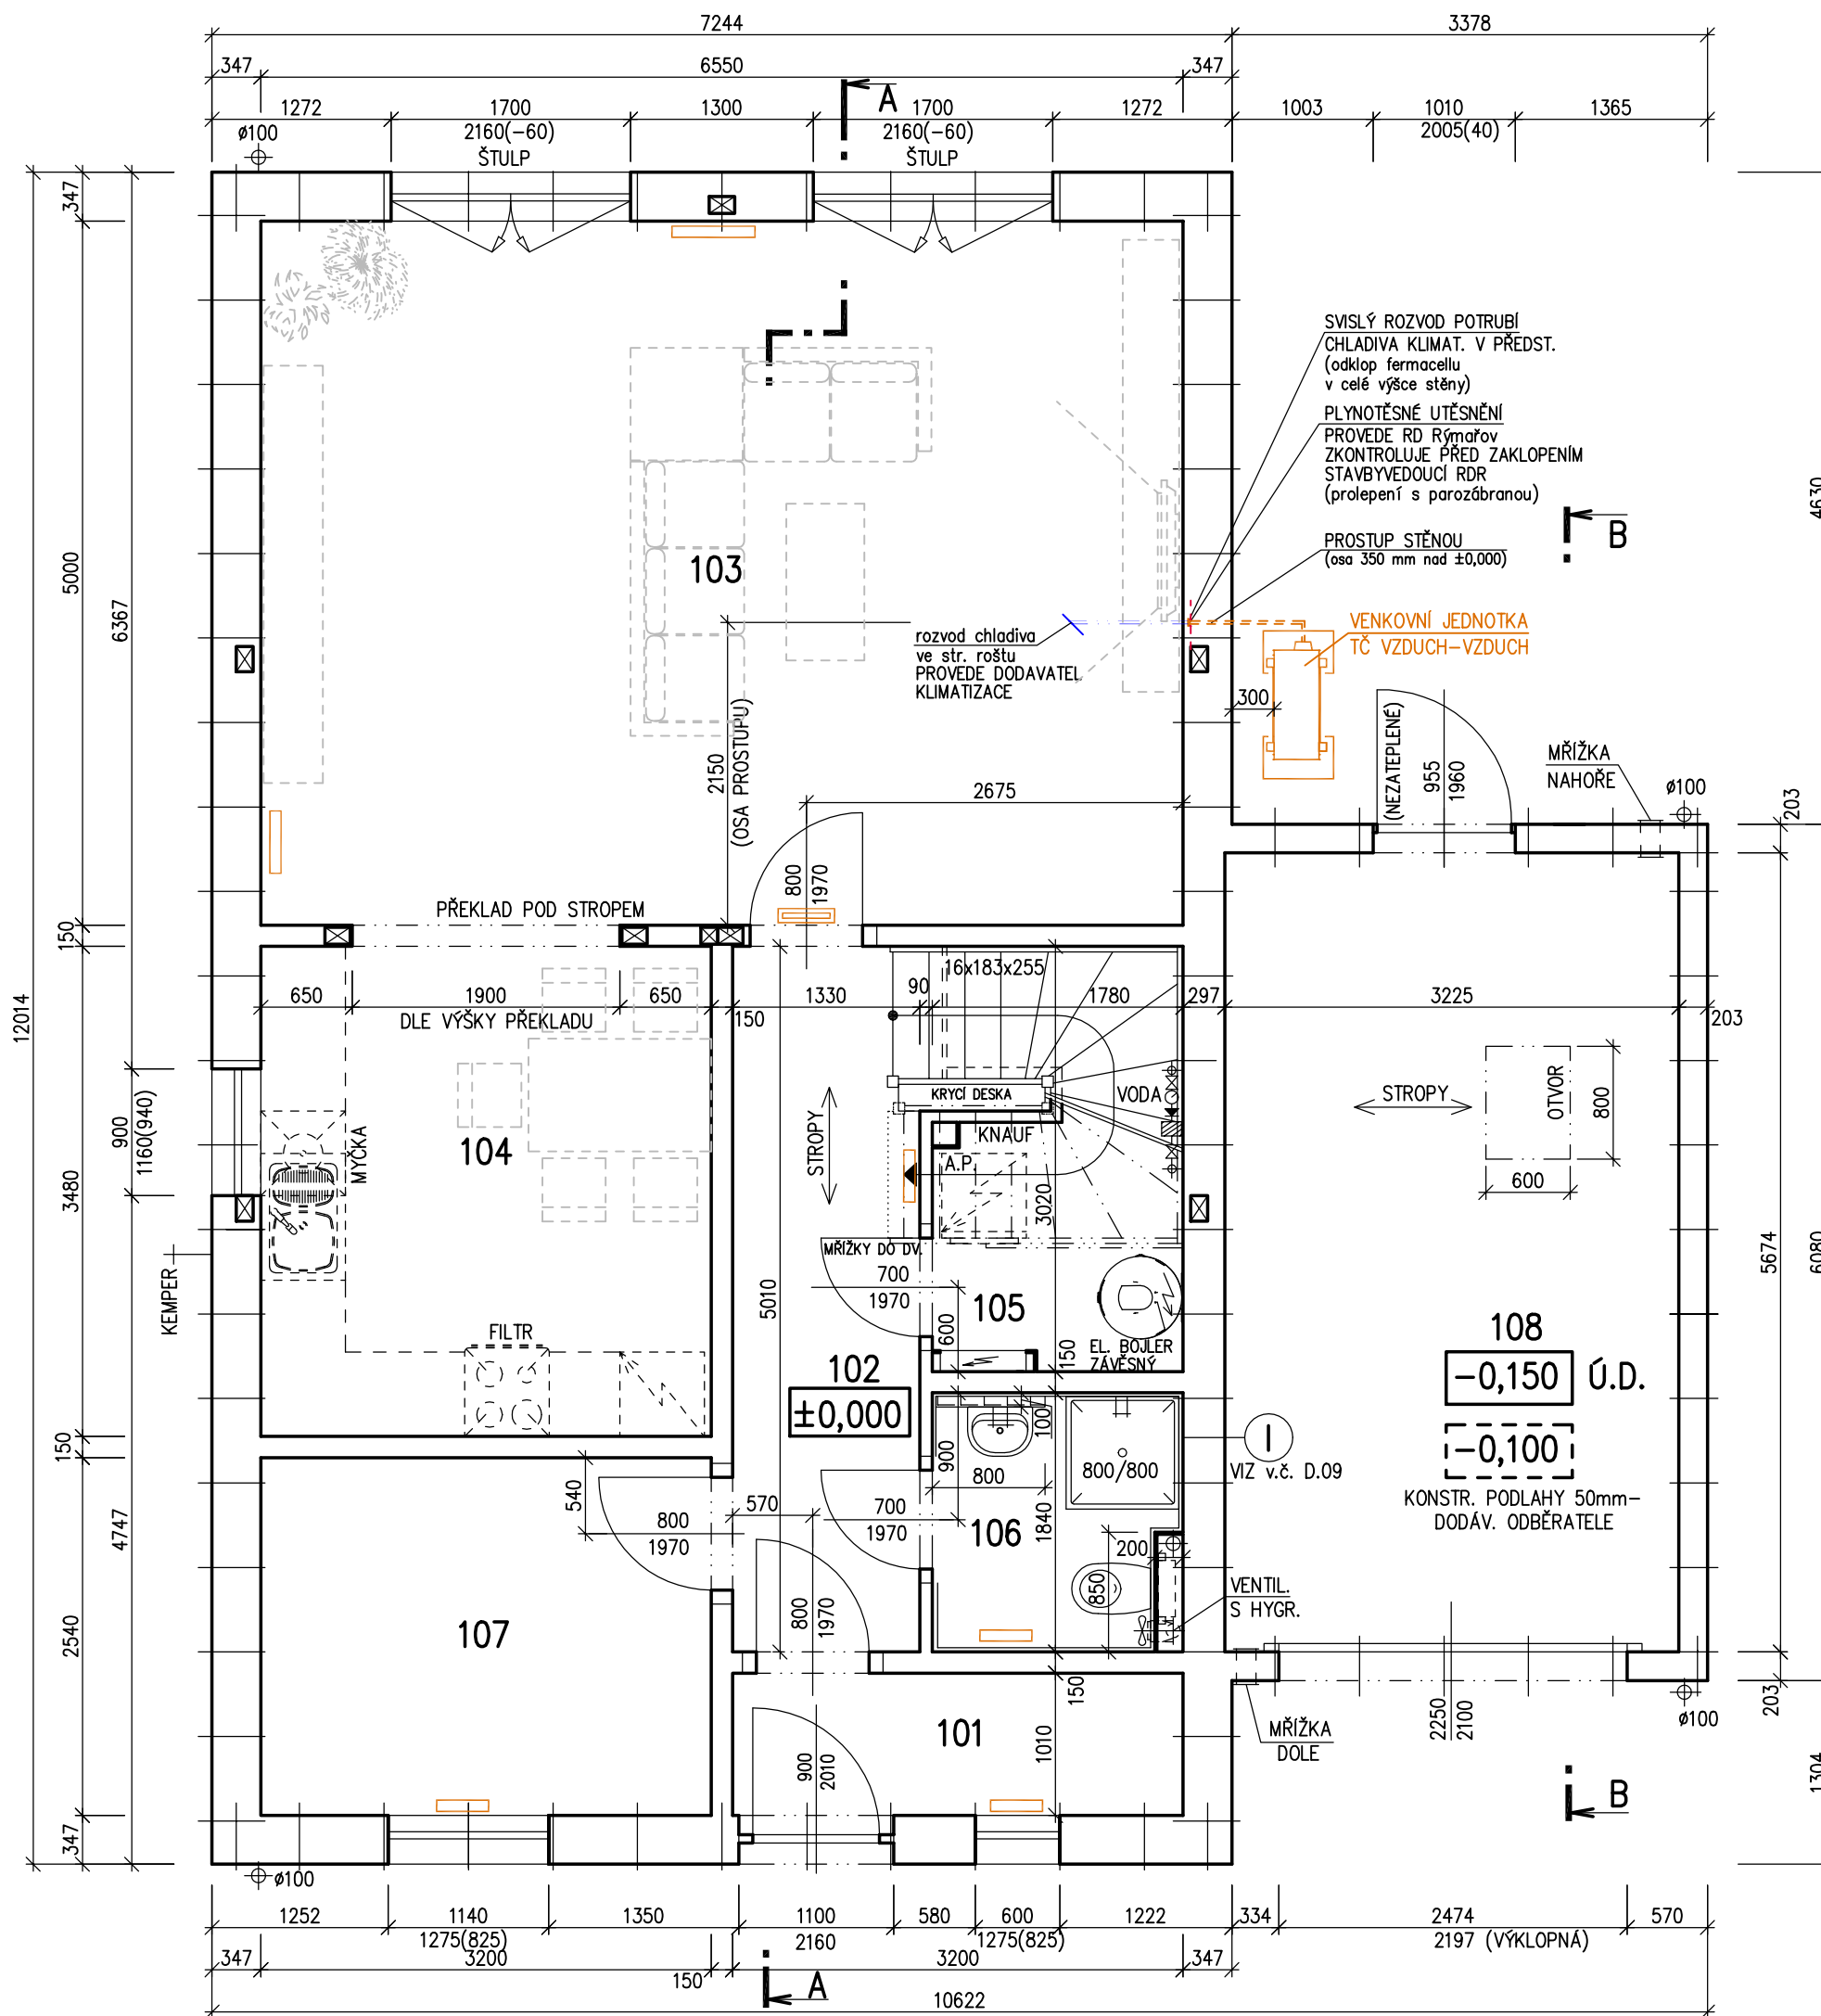 7244
3378
347
6550
347
A
1272
1700
1300
1700
1272
1003
1010
1365
2160(-60)
2160(-60)
2005(40)
ø100
ŠTULP
ŠTULP
347
5000
6367
12014
SVISLÝ ROZVOD POTRUBÍ
CHLADIVA KLIMAT. V PŘEDST.
(odklop fermacellu
v celé výšce stěny)
PLYNOTĚSNÉ UTĚSNĚNÍ
PROVEDE RD Rýmařov
ZKONTROLUJE PŘED ZAKLOPENÍM
STAVBYVEDOUCÍ RDR
(prolepení s parozábranou)
4630
B
PROSTUP STĚNOU
(osa 350 mm nad ±0,000)
103
VENKOVNÍ JEDNOTKA
TČ VZDUCH-VZDUCH
rozvod chladiva
ve str. roštu
PROVEDE DODAVATEL
KLIMATIZACE
300
2150
(OSA PROSTUPU)
(NEZATEPLENÉ)
955
1960
MŘÍŽKA
NAHOŘE
ø100
203
2675
800
1970
PŘEKLAD POD STROPEM
150
16x183x255
650
1900
650
1330
90
1780
297
3225
DLE VÝŠKY PŘEKLADU
150
203
900
1160(940)
3480
MYČKA
104
STROPY
KRYCÍ DESKA
VODA
KNAUF
A.P.
3020
STROPY
OTVOR
800
600
5674
6080
KEMPER
MŘÍŽKY DO DV.
700
1970
105
5010
600
150
EL. BOJLER
ZÁVĚSNÝ
FILTR
102
±0,000
108
-0,150
Ú.D.
-0,100
KONSTR. PODLAHY 50mm-
DODÁV. ODBĚRATELE
150
100
900
800
800/800
I
VIZ v.č. D.09
540
570
800
1970
700
1970
106
1840
200
850
4747
2540
107
800
1970
VENTIL.
S HYGR.
150
101
1010
900
2010
MŘÍŽKA
DOLE
2250
2100
203
ø100
1304
B
347
ø100
1252
1140
1350
1100
580
600
1222
334
2474
570
1275(825)
2160
1275(825)
2197 (VÝKLOPNÁ)
347
3200
150
3200
347
A
10622